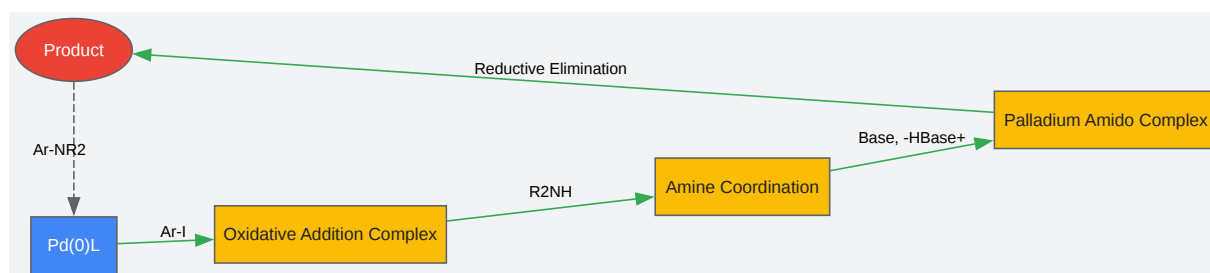 Product
Reductive Elimination
Palladium Amido Complex
Base, -HBase+
Ar-NR2
Amine Coordination
R2NH
Ar-I
Oxidative Addition Complex
Pd(0)L